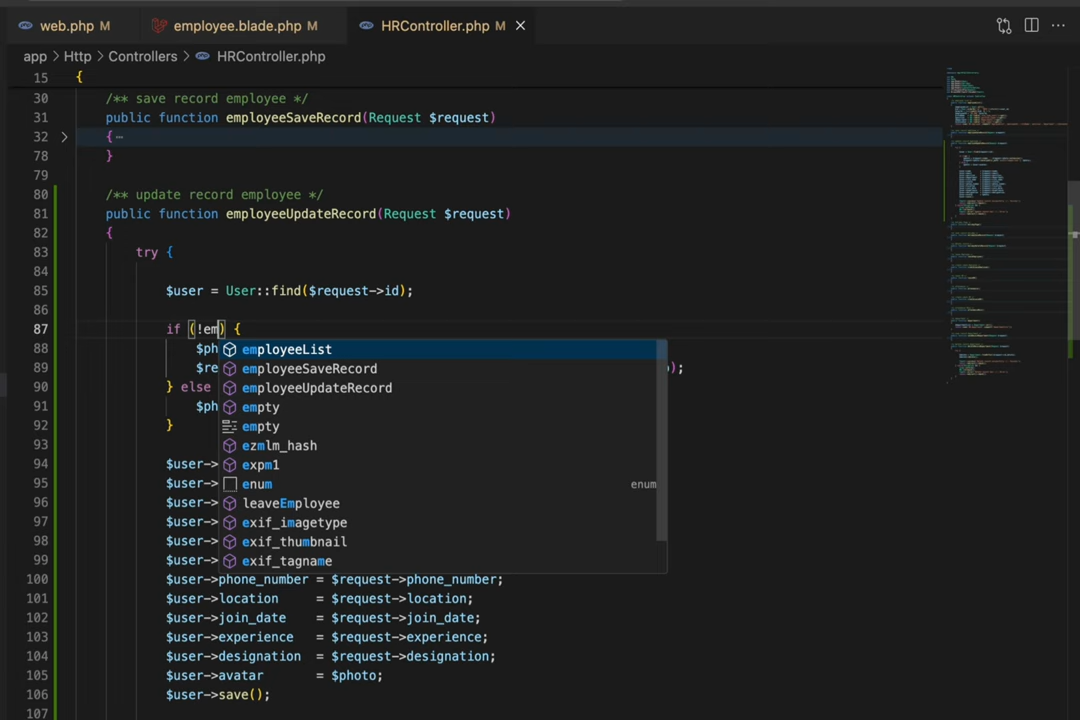 web.php M
employee.blade.php M
HRController.php M
app > Http > Controllers > HRController.php
15 {
30 /** save record employee */
31 public function employeeSaveRecord(Request $request)
32 { ⋯
78 }
79
80 /** update record employee */
81 public function employeeUpdateRecord(Request $request)
82 {
83 try {
84
85 $user = User::find($request->id);
86
87 if (!em) {
88 $ph
employeeList
89 $re
employeeSaveRecord
);
90 } else
employeeUpdateRecord
91 $ph
empty
92 }
empty
93
ezmlm_hash
94 $user->
expm1
95 $user->
enum enum
96 $user->
leaveEmployee
97 $user->
exif_imagetype
98 $user->
exif_thumbnail
99 $user->
exif_tagname
100 $user->phone_number = $request->phone_number;
101 $user->location = $request->location;
102 $user->join_date = $request->join_date;
103 $user->experience = $request->experience;
104 $user->designation = $request->designation;
105 $user->avatar = $photo;
106 $user->save();
107